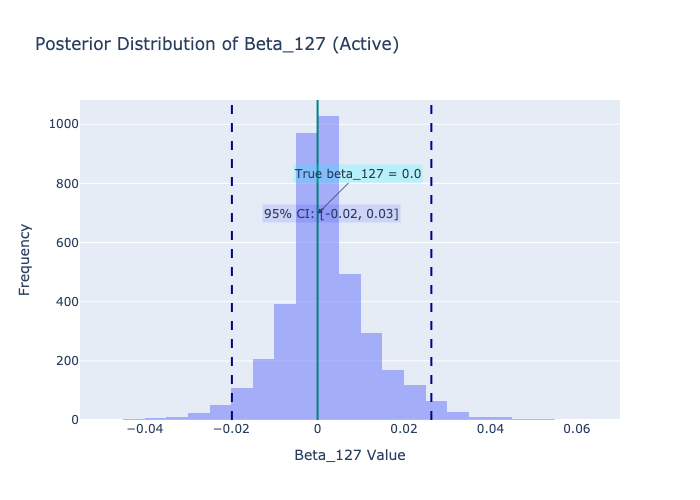 Posterior Distribution of Beta_127 (Active)
1000
True beta_127 = 0.0
800
95% CI: [-0.02, 0.03]
600
Frequency
400
200
0
−0.04 −0.02 0 0.02 0.04 0.06
Beta_127 Value